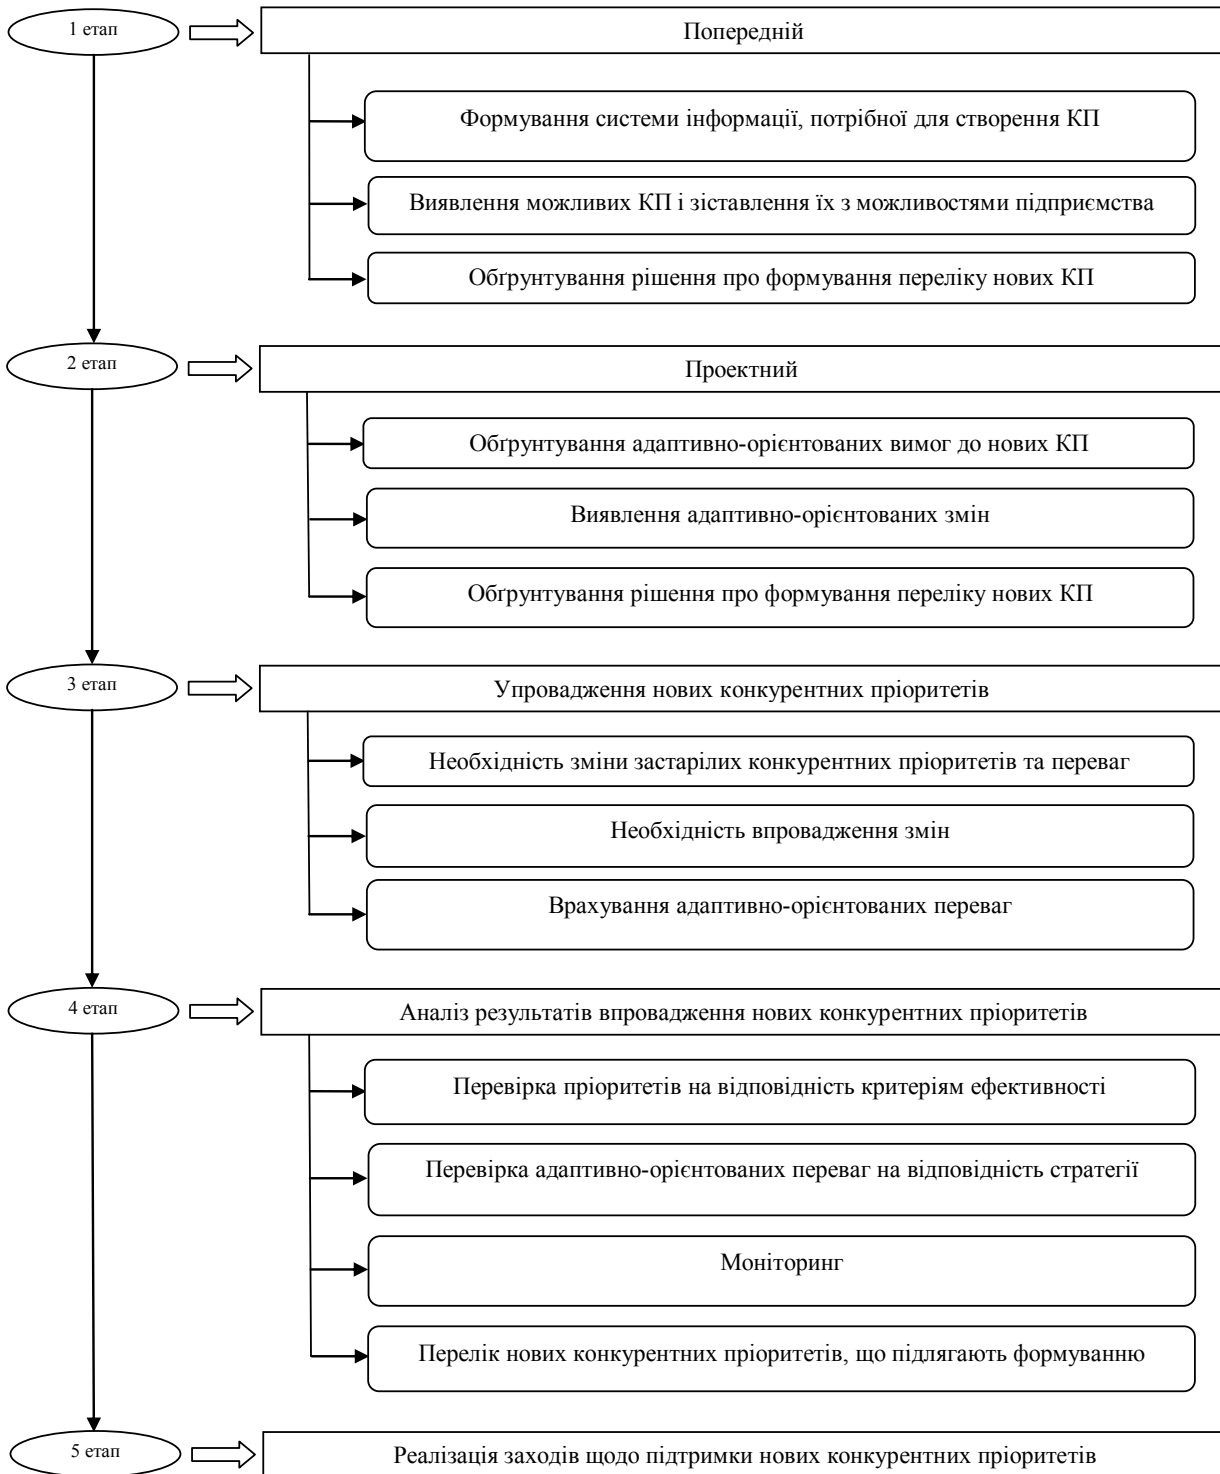 1 етап
Попередній
Формування системи інформації, потрібної для створення КП
Виявлення можливих КП і зіставлення їх з можливостями підприємства
Обґрунтування рішення про формування переліку нових КП
2 етап
Проектний
Обґрунтування адаптивно-орієнтованих вимог до нових КП
Виявлення адаптивно-орієнтованих змін
Обґрунтування рішення про формування переліку нових КП
3 етап
Упровадження нових конкурентних пріоритетів
Необхідність зміни застарілих конкурентних пріоритетів та переваг
Необхідність впровадження змін
Врахування адаптивно-орієнтованих переваг
4 етап
Аналіз результатів впровадження нових конкурентних пріоритетів
Перевірка пріоритетів на відповідність критеріям ефективності
Перевірка адаптивно-орієнтованих переваг на відповідність стратегії
Моніторинг
Перелік нових конкурентних пріоритетів, що підлягають формуванню
5 етап
Реалізація заходів щодо підтримки нових конкурентних пріоритетів